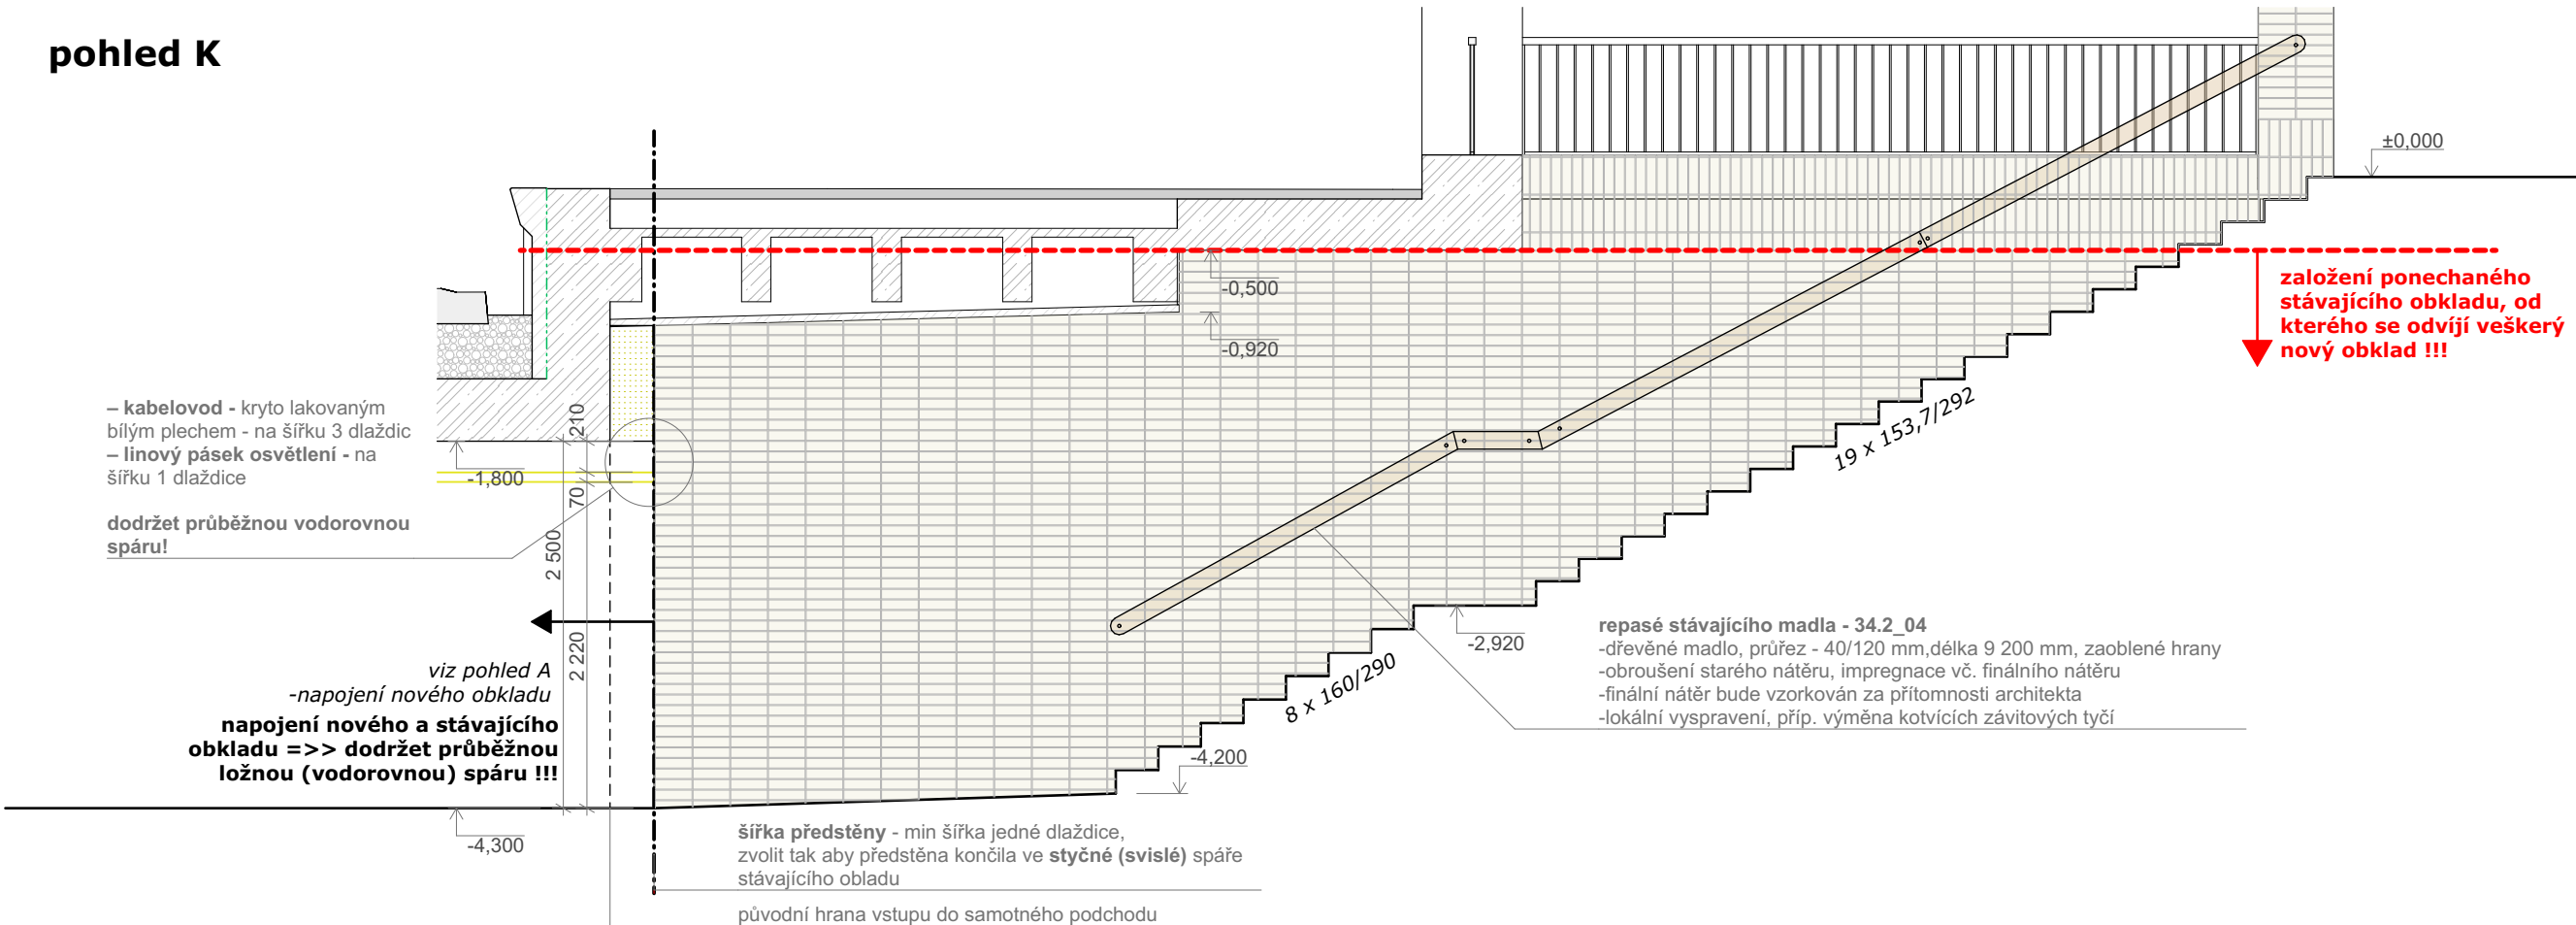 pohled K
±0,000
-0,500
-0,920
založení ponechaného
stávajícího obkladu, od
kterého se odvíjí veškerý
nový obklad !!!
– kabelovod - kryto lakovaným
bílým plechem - na šířku 3 dlaždic
– linový pásek osvětlení - na
šířku 1 dlaždice
dodržet průběžnou vodorovnou
spáru!
-1,800
210
70
2 500
2 220
19 x 153,7/292
8 x 160/290
-2,920
repasé stávajícího madla - 34.2_04
-dřevěné madlo, průřez - 40/120 mm,délka 9 200 mm, zaoblené hrany
-obroušení starého nátěru, impregnace vč. finálního nátěru
-finální nátěr bude vzorkován za přítomnosti architekta
-lokální vyspravení, příp. výměna kotvících závitových tyčí
viz pohled A
-napojení nového obkladu
napojení nového a stávajícího
obkladu =>> dodržet průběžnou
ložnou (vodorovnou) spáru !!!
-4,200
-4,300
šířka předstěny - min šířka jedné dlaždice,
zvolit tak aby předstěna končila ve styčné (svislé) spáře
stávajícího obladu
původní hrana vstupu do samotného podchodu